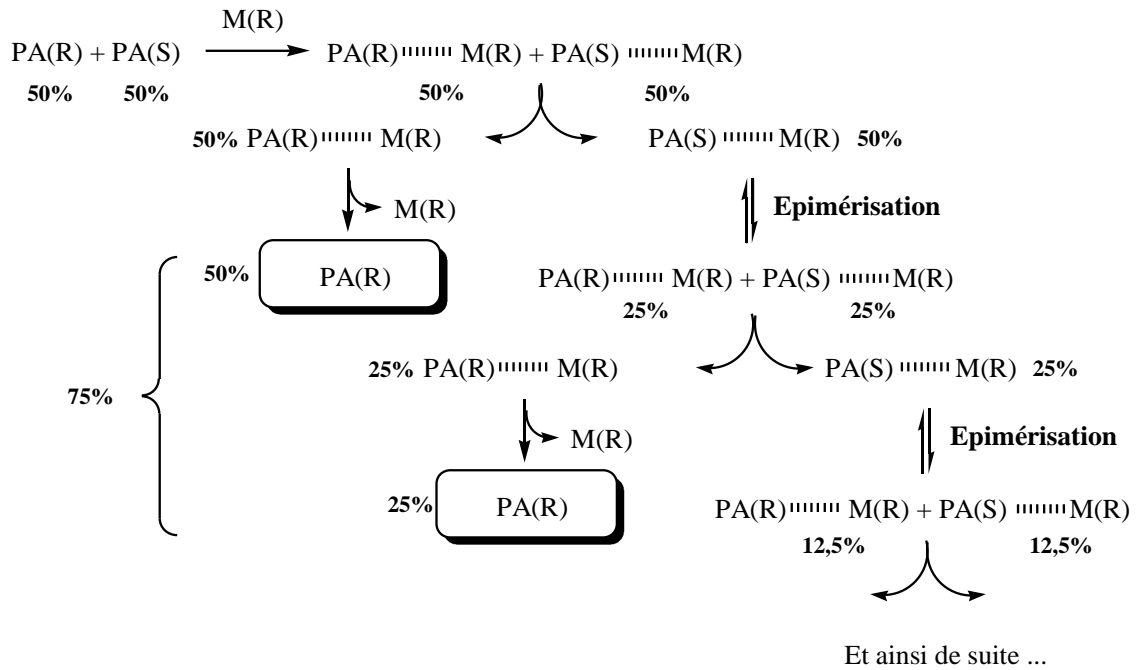 M(R)
PA(R) + PA(S) PA(R) M(R) + PA(S) M(R)
50% 50% 50% 50%
50% PA(R) M(R) PA(S) M(R) 50%
M(R) Epimérisation
50% PA(R) PA(R) M(R) + PA(S) M(R)
25% 25%
75% 25% PA(R) M(R) PA(S) M(R) 25%
M(R) Epimérisation
25% PA(R) PA(R) M(R) + PA(S) M(R)
12,5% 12,5%
Et ainsi de suite ...